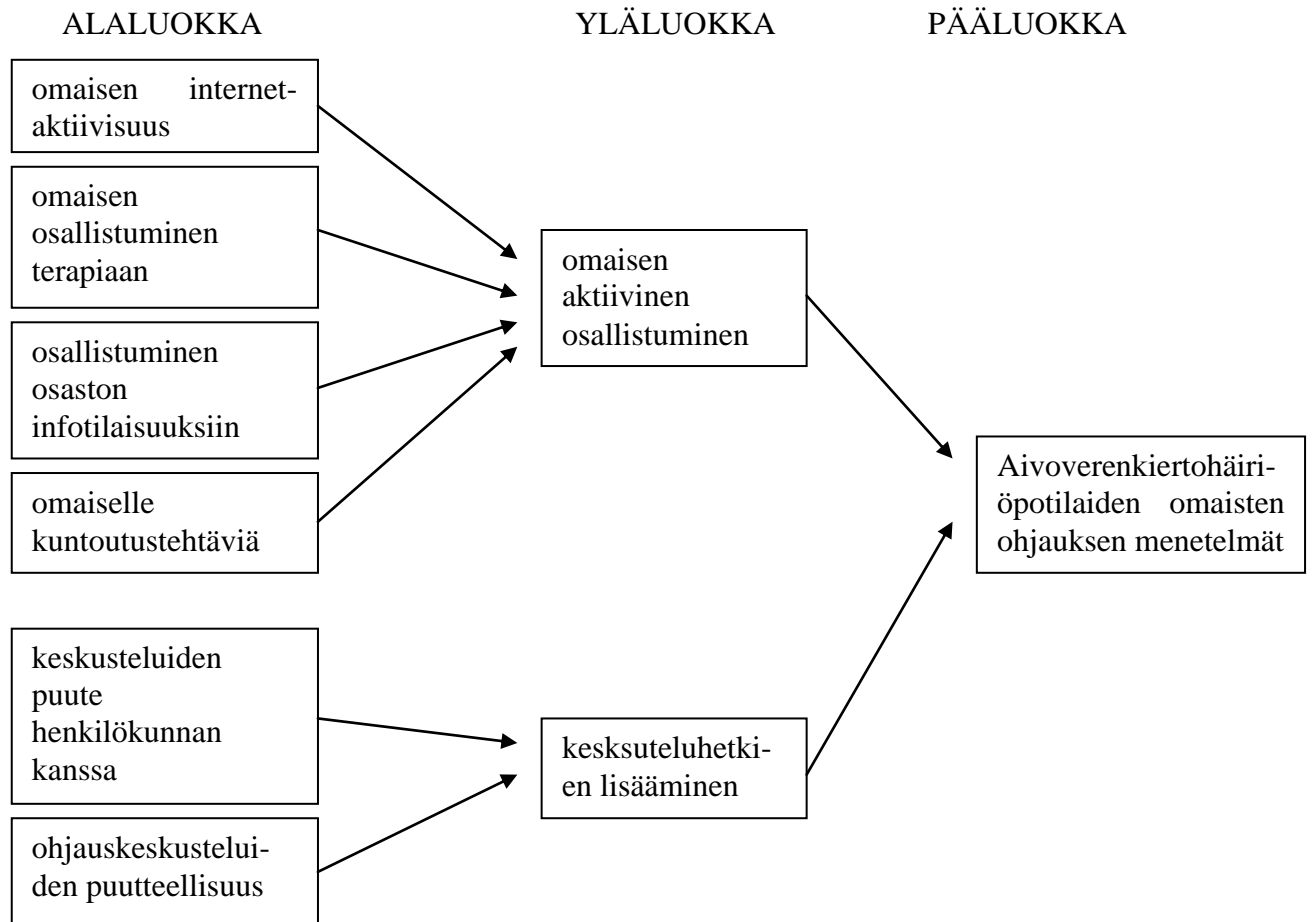 ALALUOKKA YLÄLUOKKA PÄÄLUOKKA
omaisen internet-
aktiivisuus
omaisen
osallistuminen
terapiaan
osallistuminen
osaston
infotilaisuuksiin
omaiselle
kuntoutustehtäviä
keskusteluiden
puute
henkilökunnan
kanssa
ohjauskeskustelui-
den puutteellisuus
omaisen
aktiivinen
osallistuminen
kesksuteluhetki-
en lisääminen
Aivoverenkiertohäiri-
öpotilaiden omaisten
ohjauksen menetelmät